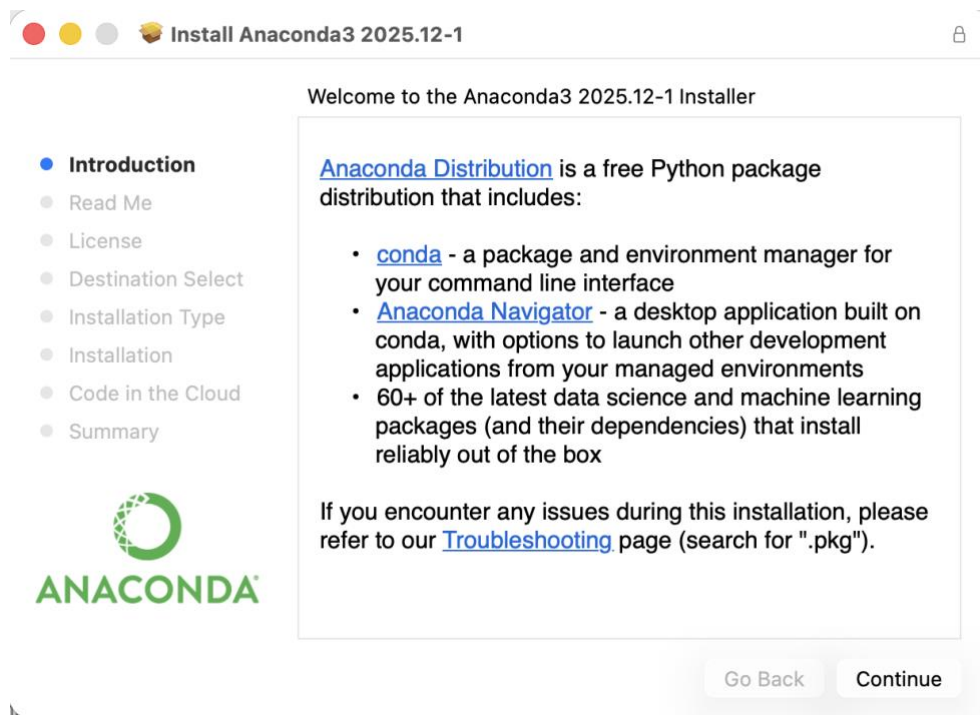 Install Anaconda3 2025.12-1
Welcome to the Anaconda3 2025.12-1 Installer
Introduction
Read Me
License
Destination Select
Installation Type
Installation
Code in the Cloud
Summary
ANACONDA
Anaconda Distribution is a free Python package
distribution that includes:
• conda - a package and environment manager for
your command line interface
• Anaconda Navigator - a desktop application built on
conda, with options to launch other development
applications from your managed environments
• 60+ of the latest data science and machine learning
packages (and their dependencies) that install
reliably out of the box
If you encounter any issues during this installation, please
refer to our Troubleshooting page (search for ".pkg").
Go Back
Continue